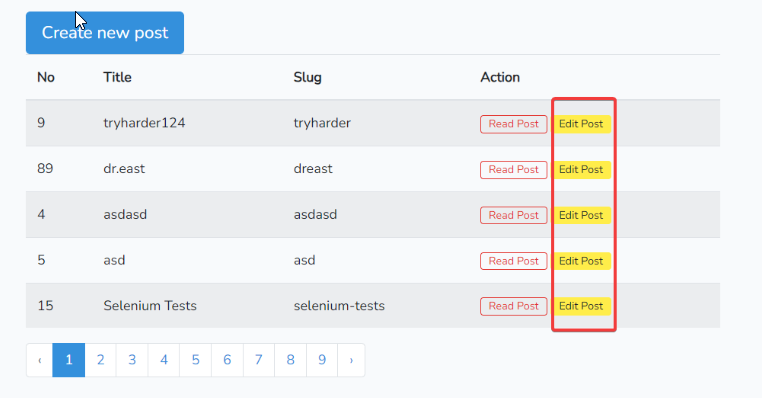 Create new post
No Title Slug Action
9 tryharder124 tryharder Read Post Edit Post
89 dr.east dreast Read Post Edit Post
4 asdasd asdasd Read Post Edit Post
5 asd asd Read Post Edit Post
15 Selenium Tests selenium-tests Read Post Edit Post
‹ 1 2 3 4 5 6 7 8 9 ›